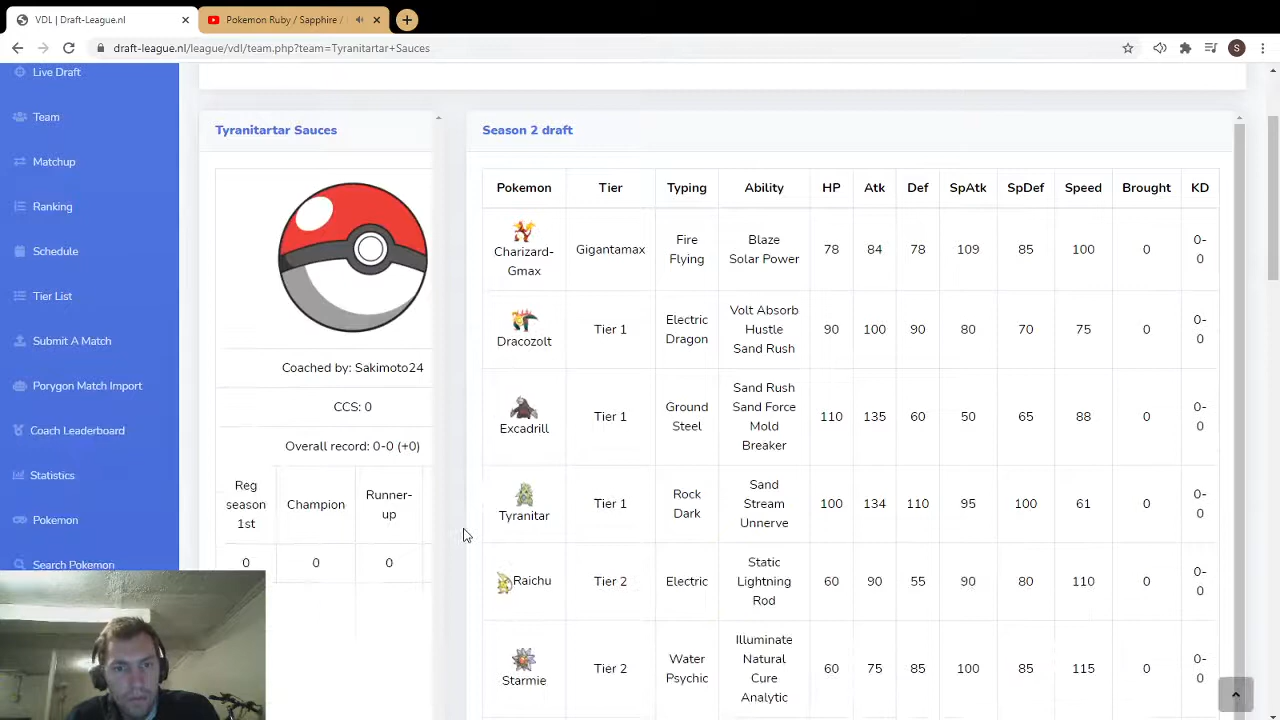 VDL | Draft-League.nl
Pokemon Ruby / Sapphire /
draft-league.nl/league/vdl/team.php?team=Tyranitartar+Sauces
S
Live Draft
Team
Matchup
Ranking
Schedule
Tier List
Submit A Match
Porygon Match Import
Coach Leaderboard
Statistics
Pokemon
Search Pokemon
Tyranitartar Sauces
Coached by: Sakimoto24
CCS: 0
Overall record: 0-0 (+0)
Reg season 1st Champion Runner-up
0 0 0
Season 2 draft
Pokemon Tier Typing Ability HP Atk Def SpAtk SpDef Speed Brought KD
Charizard-Gmax Gigantamax Fire Flying Blaze Solar Power 78 84 78 109 85 100 0 0-0
Dracozolt Tier 1 Electric Dragon Volt Absorb Hustle Sand Rush 90 100 90 80 70 75 0 0-0
Excadrill Tier 1 Ground Steel Sand Rush Sand Force Mold Breaker 110 135 60 50 65 88 0 0-0
Tyranitar Tier 1 Rock Dark Sand Stream Unnerve 100 134 110 95 100 61 0 0-0
Raichu Tier 2 Electric Static Lightning Rod 60 90 55 90 80 110 0 0-0
Starmie Tier 2 Water Psychic Illuminate Natural Cure Analytic 60 75 85 100 85 115 0 0-0